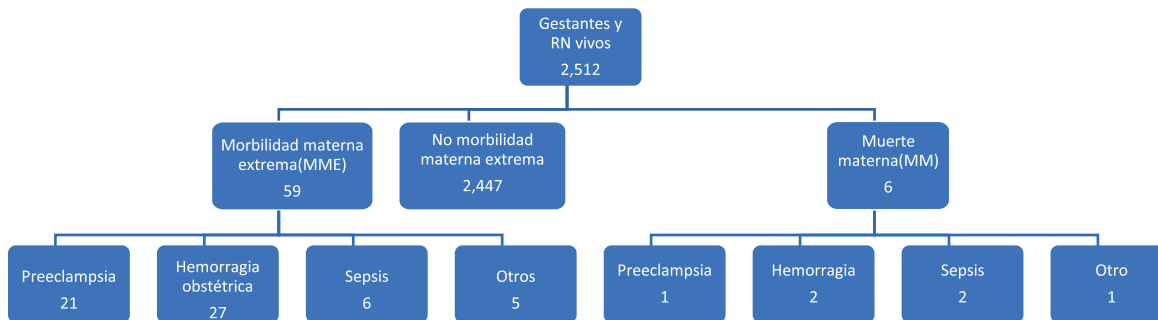 Gestantes y
RN vivos
2,512
Morbilidad materna
extrema(MME)
59
No morbilidad
materna extrema
2,447
Muerte
materna(MM)
6
Preeclampsia
21
Hemorragia
obstétrica
27
Sepsis
6
Otros
5
Preeclampsia
1
Hemorragia
2
Sepsis
2
Otro
1